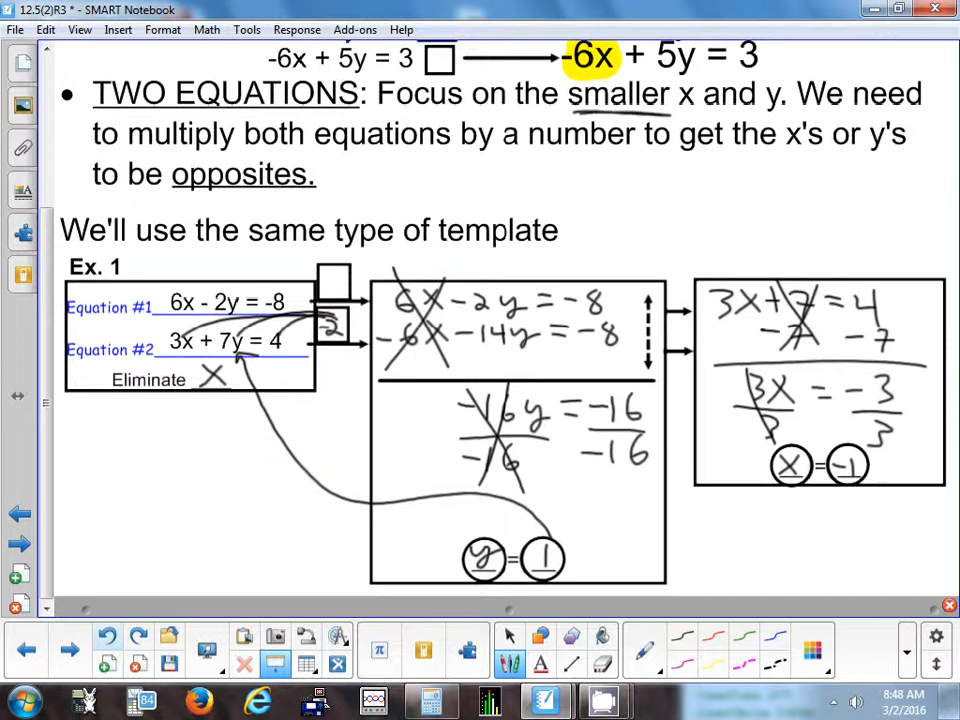 12.5(2)R3 * - SMART Notebook
File Edit View Insert Format Math Tools Response Add-ons Help
-6x + 5y = 3 -6x + 5y = 3
• TWO EQUATIONS: Focus on the smaller x and y. We need
to multiply both equations by a number to get the x's or y's
to be opposites.
We'll use the same type of template
Ex. 1
Equation #1 6x - 2y = -8
Equation #2 3x + 7y = 4 -2
Eliminate x
6x - 2y = -8
-6x - 14y = -8
-16y = -16
-16 -16
y = 1
3x + 7 = 4
-7 -7
3x = -3
3 3
x = -1
84
8:48 AM
3/2/2016